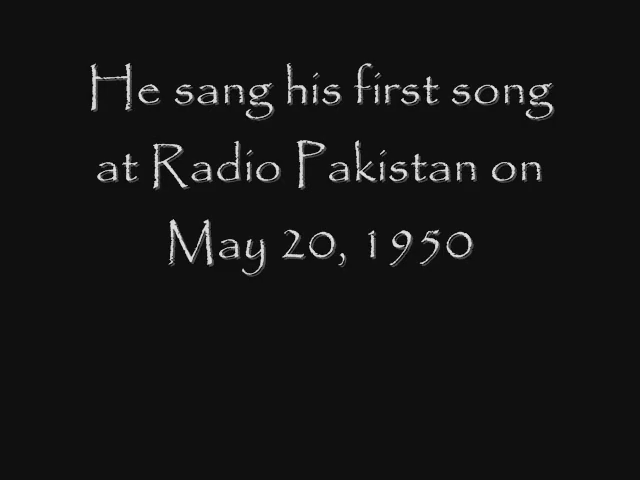 He sang his first song
at Radio Pakistan on
May 20, 1950